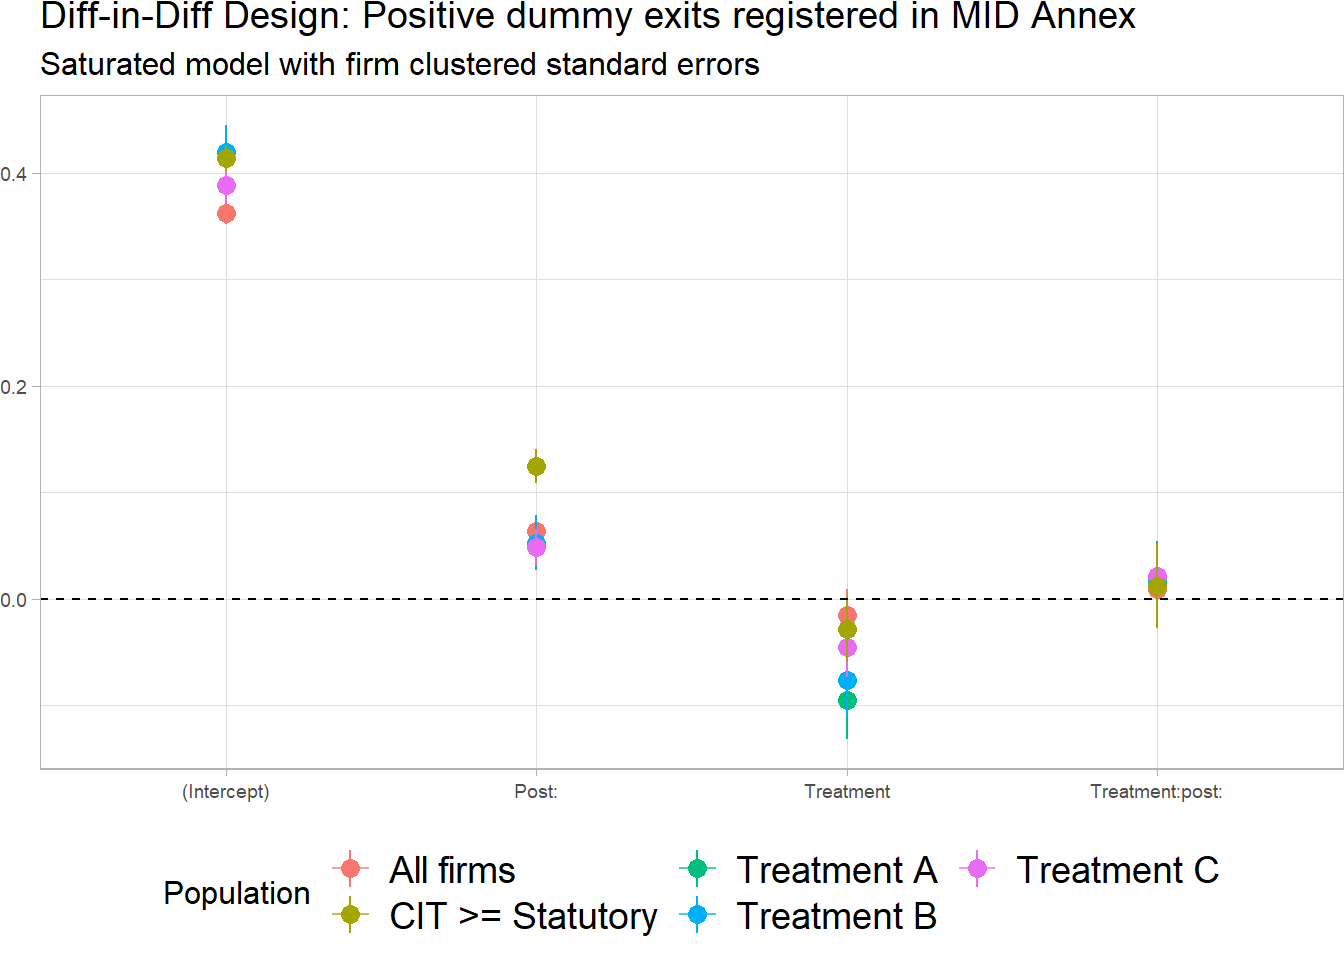 Diff-in-Diff Design: Positive dummy exits registered in MID Annex
Saturated model with firm clustered standard errors
0.4
0.2
0.0
(Intercept) Post: Treatment Treatment:post:
Population
All firms Treatment A Treatment C
CIT >= Statutory Treatment B